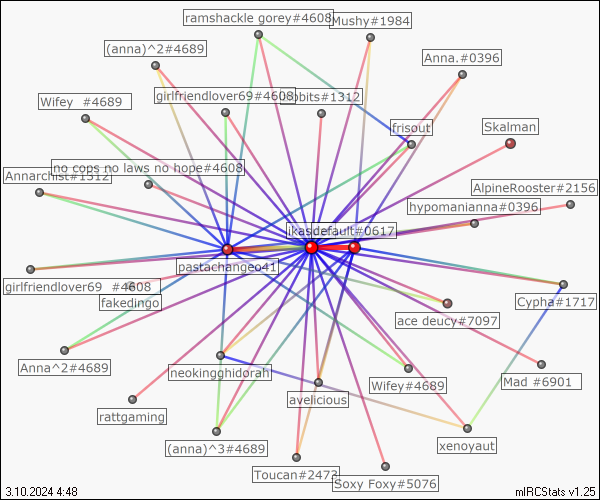 ramshackle gorey#4608
Mushy#1984
(anna)^2#4689
Anna.#0396
girlfriendlover69#4608
bbits#1312
Wifey  #4689
frisout
Skalman
no cops no laws no hope#4608
Annarchist#1312
AlpineRooster#2156
hypomanianna#0396
ikasdefault#0617
pastachangeo41
girlfriendlover69  #4608
fakedingo
Cypha#1717
ace deucy#7097
Anna^2#4689
neokingghidorah
Wifey#4689
Mad #6901
avelicious
rattgaming
(anna)^3#4689
xenoyaut
Toucan#2472
Soxy Foxy#5076
3.10.2024 4:48
mIRCStats v1.25